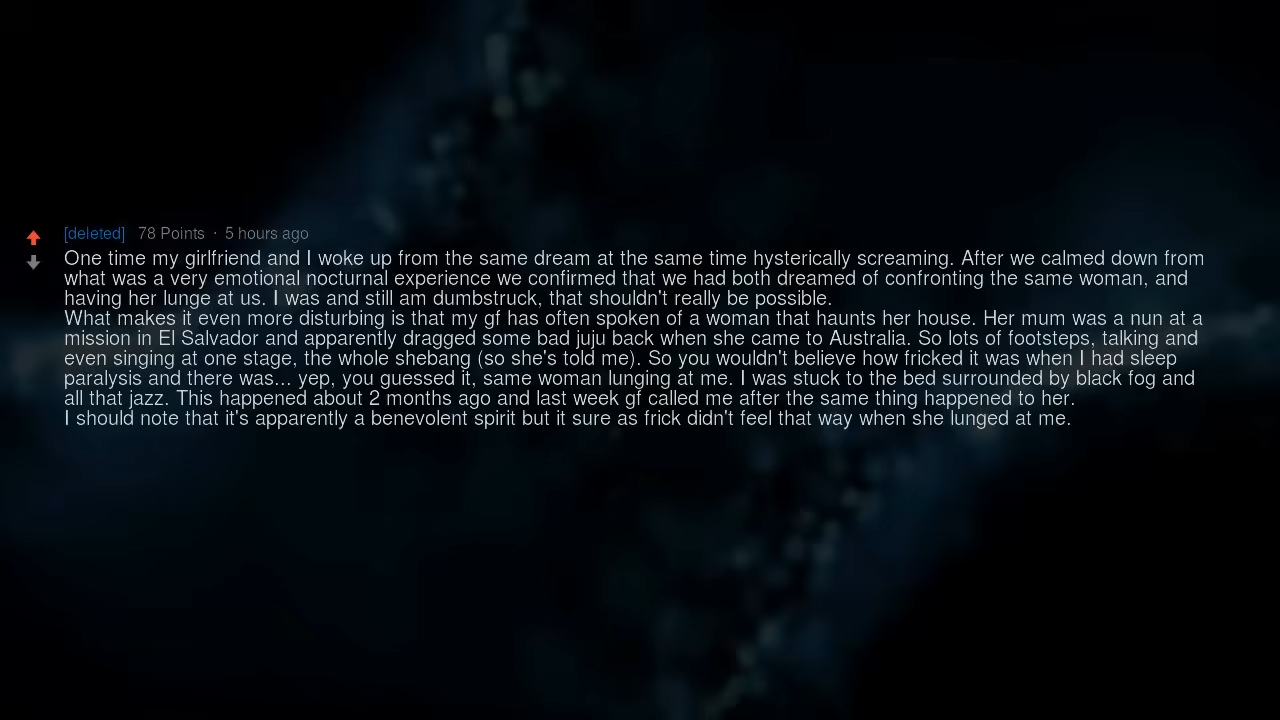 [deleted] 78 Points · 5 hours ago
One time my girlfriend and I woke up from the same dream at the same time hysterically screaming. After we calmed down from
what was a very emotional nocturnal experience we confirmed that we had both dreamed of confronting the same woman, and
having her lunge at us. I was and still am dumbstruck, that shouldn't really be possible.
What makes it even more disturbing is that my gf has often spoken of a woman that haunts her house. Her mum was a nun at a
mission in El Salvador and apparently dragged some bad juju back when she came to Australia. So lots of footsteps, talking and
even singing at one stage, the whole shebang (so she's told me). So you wouldn't believe how fricked it was when I had sleep
paralysis and there was... yep, you guessed it, same woman lunging at me. I was stuck to the bed surrounded by black fog and
all that jazz. This happened about 2 months ago and last week gf called me after the same thing happened to her.
I should note that it's apparently a benevolent spirit but it sure as frick didn't feel that way when she lunged at me.